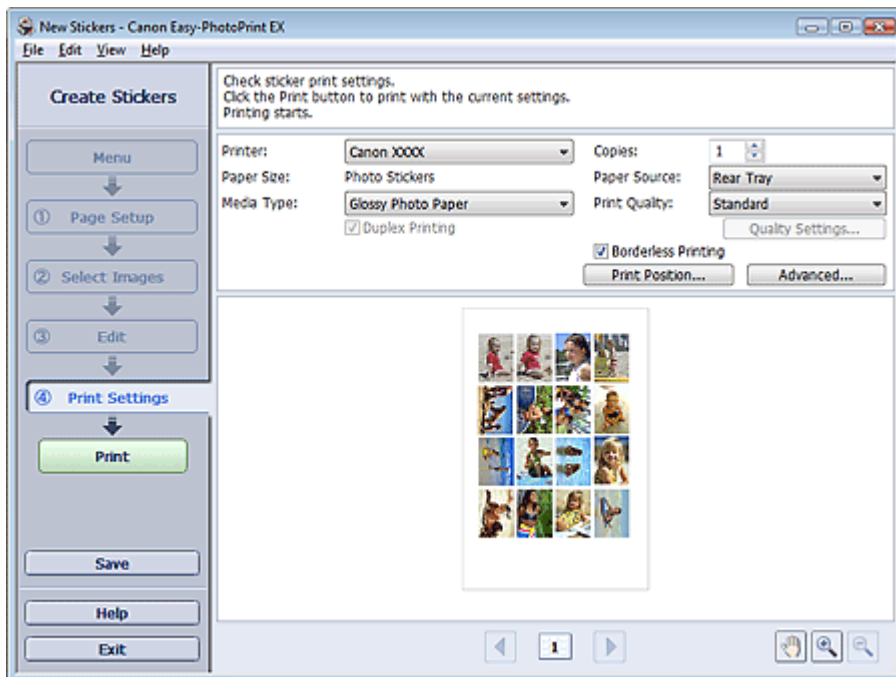 New Stickers - Canon Easy-PhotoPrint EX
File Edit View Help
Create Stickers
Menu
① Page Setup
② Select Images
③ Edit
④ Print Settings
Print
Save
Help
Exit
Check sticker print settings.
Click the Print button to print with the current settings.
Printing starts.
Printer: Canon XXXX
Copies: 1
Paper Size: Photo Stickers
Paper Source: Rear Tray
Media Type: Glossy Photo Paper
Print Quality: Standard
Duplex Printing
Quality Settings...
Borderless Printing
Print Position... Advanced...
1